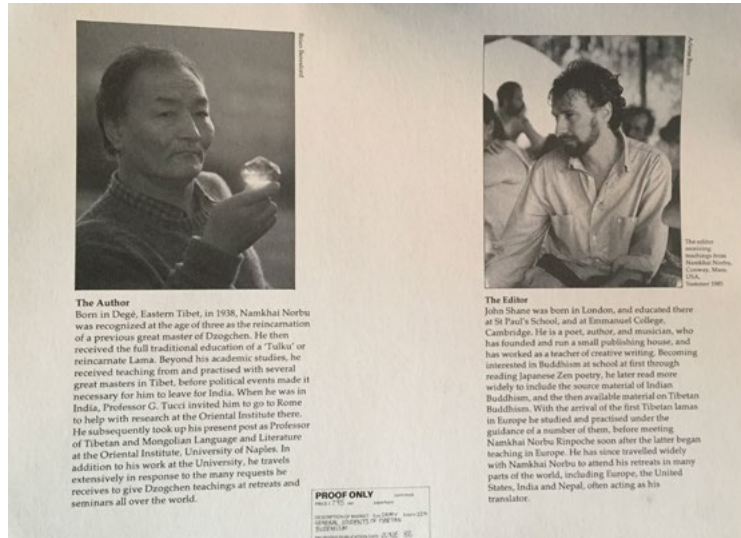 Brian Beresford
The Author
Born in Degé, Eastern Tibet, in 1938, Namkhai Norbu
was recognized at the age of three as the reincarnation
of a previous great master of Dzogchen. He then
received the full traditional education of a 'Tulku' or
reincarnate Lama. Beyond his academic studies, he
received teaching from and practised with several
great masters in Tibet, before political events made it
necessary for him to leave for India. When he was in
India, Professor G. Tucci invited him to go to Rome
to help with research at the Oriental Institute there.
He subsequently took up his present post as Professor
of Tibetan and Mongolian Language and Literature
at the Oriental Institute, University of Naples. In
addition to his work at the University, he travels
extensively in response to the many requests he
receives to give Dzogchen teachings at retreats and
seminars all over the world.
The editor
receiving
teachings from
Namkhai Norbu,
Conway, Mass.
USA,
Summer 1985
The Editor
John Shane was born in London, and educated there
at St Paul's School, and at Emmanuel College,
Cambridge. He is a poet, author, and musician, who
has founded and run a small publishing house, and
has worked as a teacher of creative writing. Becoming
interested in Buddhism at school at first through
reading Japanese Zen poetry, he later read more
widely to include the source material of Indian
Buddhism, and the then available material on Tibetan
Buddhism. With the arrival of the first Tibetan lamas
in Europe he studied and practised under the
guidance of a number of them, before meeting
Namkhai Norbu Rinpoche soon after the latter began
teaching in Europe. He has since travelled widely
with Namkhai Norbu to attend his retreats in many
parts of the world, including Europe, the United
States, India and Nepal, often acting as his
translator.
PROOF ONLY
GENERAL, STUDENTS OF TIBETAN
BUDDHISM